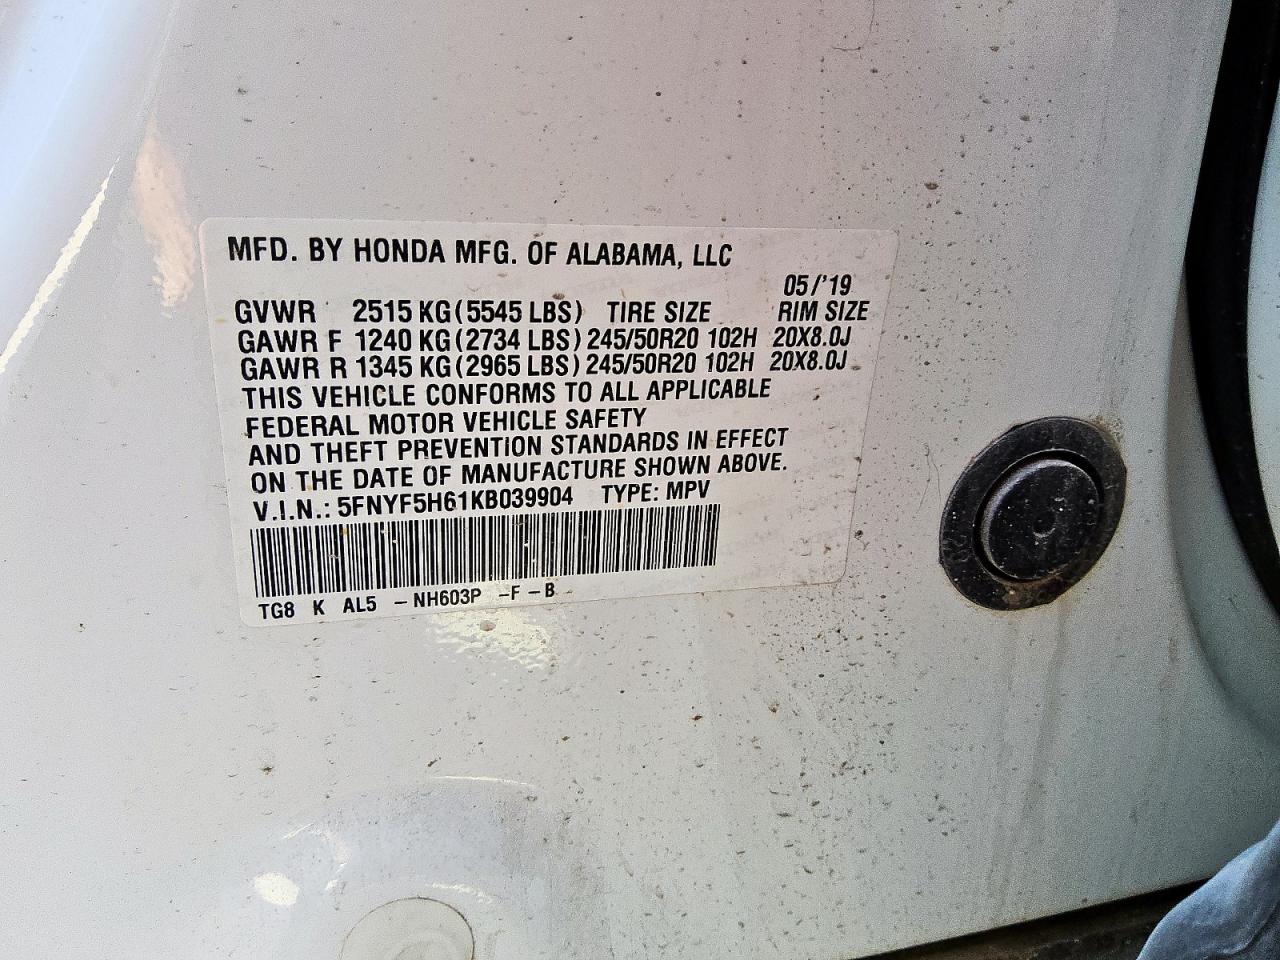 MFD. BY HONDA MFG. OF ALABAMA, LLC
05/'19
GVWR 2515 KG (5545 LBS) TIRE SIZE RIM SIZE
GAWR F 1240 KG (2734 LBS) 245/50R20 102H 20X8.0J
GAWR R 1345 KG (2965 LBS) 245/50R20 102H 20X8.0J
THIS VEHICLE CONFORMS TO ALL APPLICABLE
FEDERAL MOTOR VEHICLE SAFETY
AND THEFT PREVENTION STANDARDS IN EFFECT
ON THE DATE OF MANUFACTURE SHOWN ABOVE.
V.I.N.: 5FNYF5H61KB039904 TYPE: MPV
TG8 K AL5 -NH603P -F-B